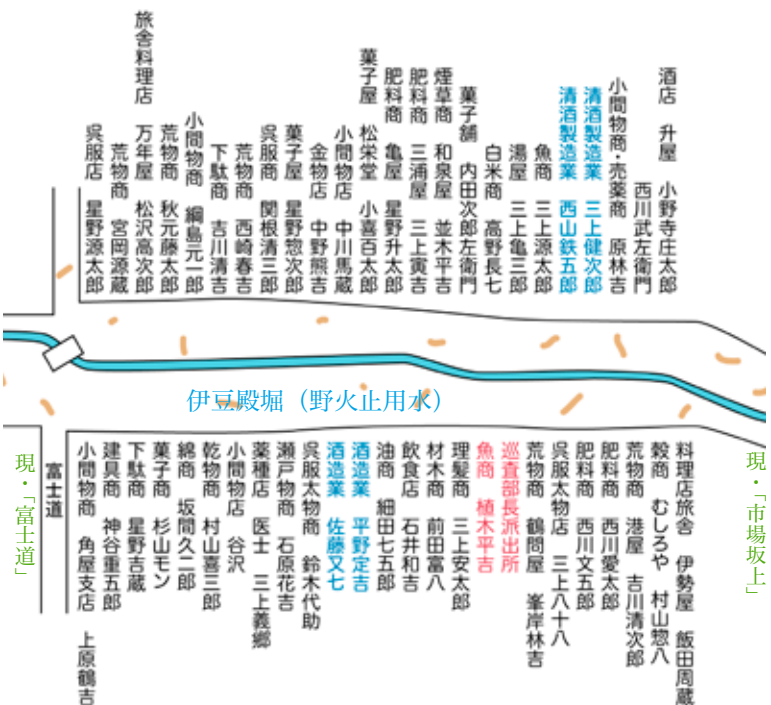 酒店　升屋　小野寺庄太郎
西川武左衛門
小間物商・売薬商　原林吉
清酒製造業　三上健次郎
清酒製造業　西山鉄五郎
魚商　三上源太郎
湯屋　三上亀三郎
白米商　高野長七
菓子舗　内田次郎左衛門
煙草商　和泉屋　並木平吉
肥料商　三浦屋　三上寅吉
肥料商　亀屋　星野升太郎
菓子屋　松栄堂　小喜百太郎
小間物店　中川馬蔵
金物店　中野熊吉
菓子屋　星野惣次郎
呉服商　関根清三郎
荒物商　西崎春吉
下駄商　吉川清吉
小間物商　綱島元一郎
荒物商　秋元藤太郎
旅舎料理店　万年屋　松沢高次郎
荒物商　宮岡源蔵
呉服店　星野源太郎
伊豆殿堀（野火止用水）
現・「市場坂上」
料理店旅舎　伊勢屋　飯田周蔵
穀商　むしろや　村山惣八
荒物商　港屋　吉川清次郎
肥料商　西川愛太郎
肥料商　西川文五郎
呉服太物店　三上八十八
荒物商　鶴問屋　峯岸林吉
巡査部長派出所
魚商　植木平吉
理髪商　三上安太郎
材木商　前田富八
飲食店　石井和吉
油商　細田七五郎
酒造業　平野定吉
酒造業　佐藤又七
呉服太物商　鈴木代助
瀬戸物商　石原花吉
薬種店　医士　三上義郷
小間物店　谷沢
乾物商　村山喜三郎
綿商　坂間久二郎
菓子商　杉山モン
下駄商　星野吉蔵
建具商　神谷重五郎
小間物商　角屋支店　上原鶴吉
富士道
現・「富士道」